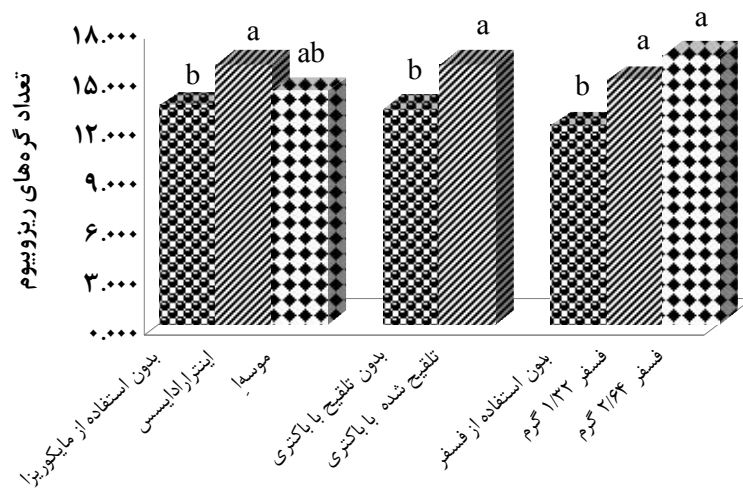 تعداد گره‌های ریزوبیوم
۱۸.۰۰۰
۱۵.۰۰۰
۱۲.۰۰۰
۹.۰۰۰
۶.۰۰۰
۳.۰۰۰
۰.۰۰۰
b
a
ab
b
a
b
a
a
بدون استفاده از مایکوریزا
اینترارادایسس
موسه‌ا
بدون تلقیح با باکتری
تلقیح شده با باکتری
بدون استفاده از فسفر
فسفر ۱/۳۲ گرم
فسفر ۲/۶۴ گرم